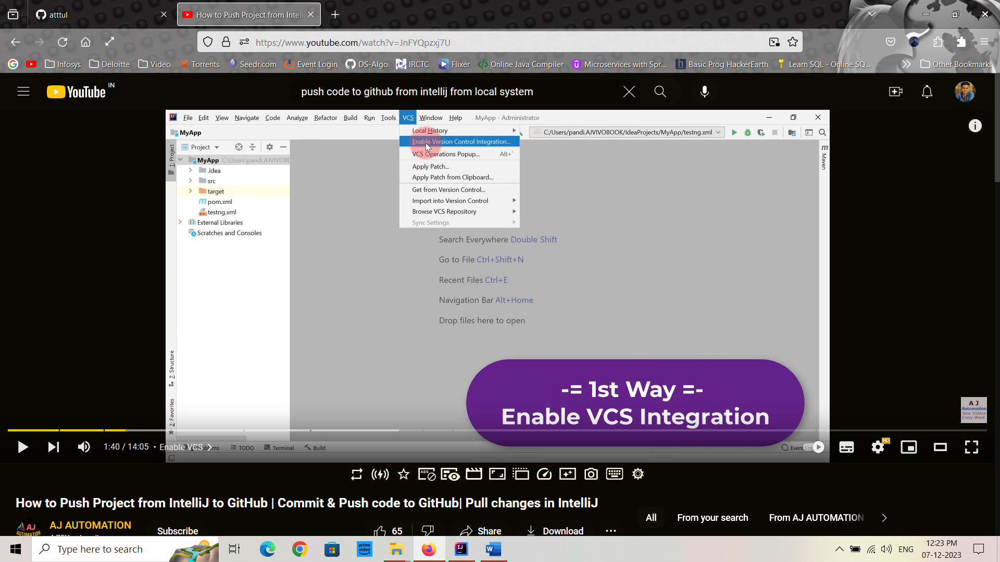 atttul
How to Push Project from Intelli
https://www.youtube.com/watch?v=JnFYQpzxj7U
Infosys Deloitte Video Torrents Seedr.com Event Login DS-Algo IRCTC Flixer Online Java Compiler Microservices with Spr... Basic Prog HackerEarth Learn SQL - Online SQ... Other Bookmarks
YouTube IN
push code to github from intellij from local system
File Edit View Navigate Code Analyze Refactor Build Run Tools VCS Window Help MyApp - Administrator
MyApp
C:/Users/pandi.AJVIVOBOOK/IdeaProjects/MyApp/testng.xml
Local History
Enable Version Control Integration...
VCS Operations Popup... Alt+`
Apply Patch...
Apply Patch from Clipboard...
Get from Version Control...
Import into Version Control
Browse VCS Repository
Sync Settings
1: Project
Project
MyApp C:\Users\pandi.AJVIVOBO
.idea
src
target
pom.xml
testng.xml
External Libraries
Scratches and Consoles
Maven
Search Everywhere Double Shift
Go to File Ctrl+Shift+N
Recent Files Ctrl+E
Navigation Bar Alt+Home
Drop files here to open
7: Structure
2: Favorites
-= 1st Way =-
Enable VCS Integration
A J
Automation
New Videos
Every Week
1:40 / 14:05 • Enable VCS
TODO Terminal Build Event Log
HD
ADS
How to Push Project from IntelliJ to GitHub | Commit & Push code to GitHub| Pull changes in IntelliJ
AJ
AUTOMATION
AJ AUTOMATION
Subscribe
65
Share
Download
All From your search From AJ AUTOMATION
Type here to search
prime
video
IJ
W
ENG
12:23 PM
07-12-2023